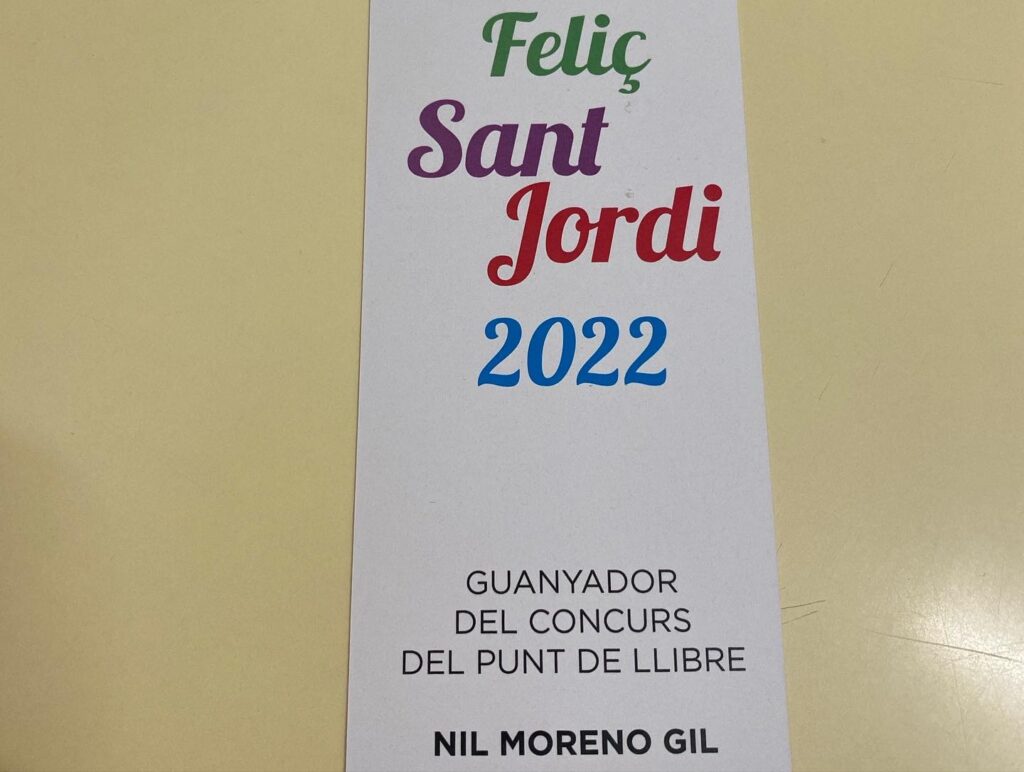 Feliç
Sant
Jordi
2022
GUANYADOR
DEL CONCURS
DEL PUNT DE LLIBRE
NIL MORENO GIL